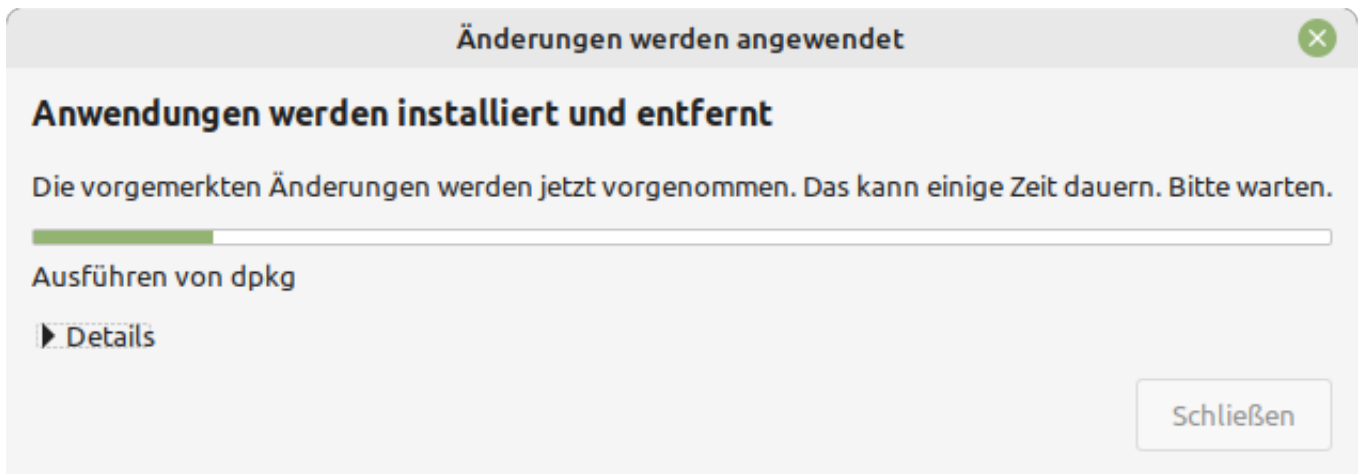 Änderungen werden angewendet
Anwendungen werden installiert und entfernt
Die vorgemerkten Änderungen werden jetzt vorgenommen. Das kann einige Zeit dauern. Bitte warten.
Ausführen von dpkg
Details
Schließen